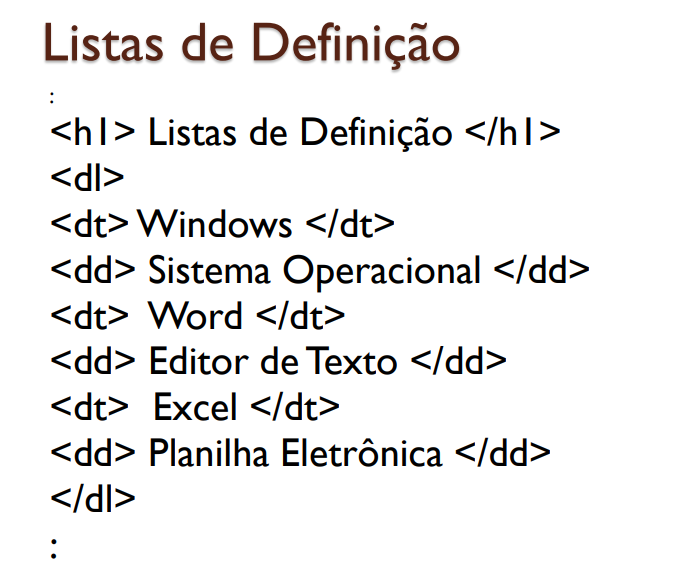 Listas de Definição
:
<h1> Listas de Definição </h1>
<dl>
<dt> Windows </dt>
<dd> Sistema Operacional </dd>
<dt>  Word </dt>
<dd> Editor de Texto </dd>
<dt>  Excel </dt>
<dd> Planilha Eletrônica </dd>
</dl>
: